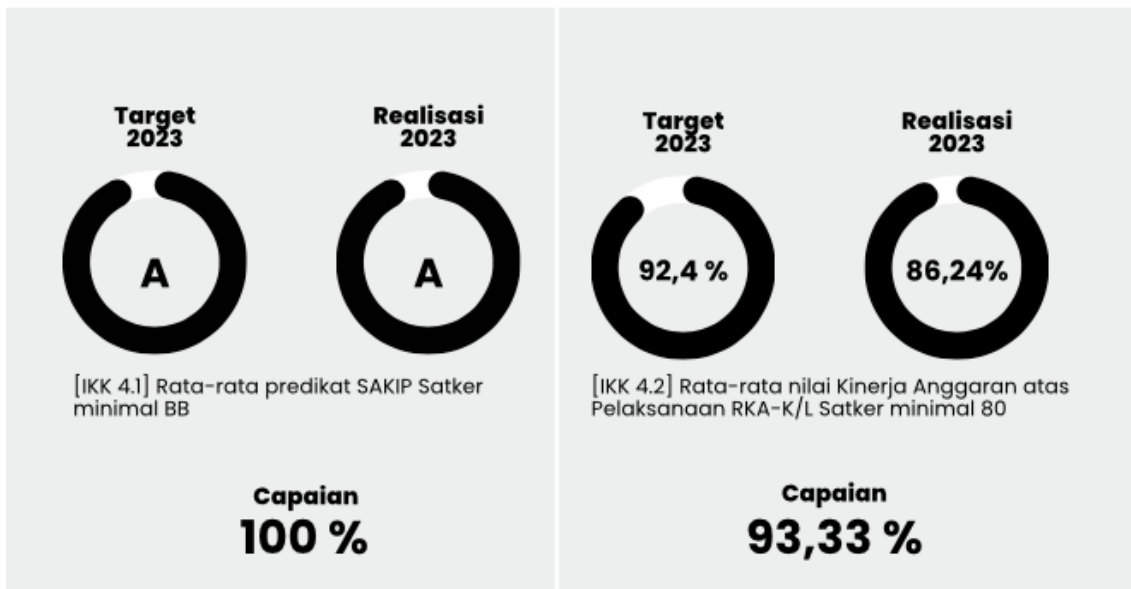 Target
2023
Realisasi
2023
A
A
[IKK 4.1] Rata-rata predikat SAKIP Satker
minimal BB
Capaian
100 %
Target
2023
Realisasi
2023
92,4 %
86,24%
[IKK 4.2] Rata-rata nilai Kinerja Anggaran atas
Pelaksanaan RKA-K/L Satker minimal 80
Capaian
93,33 %